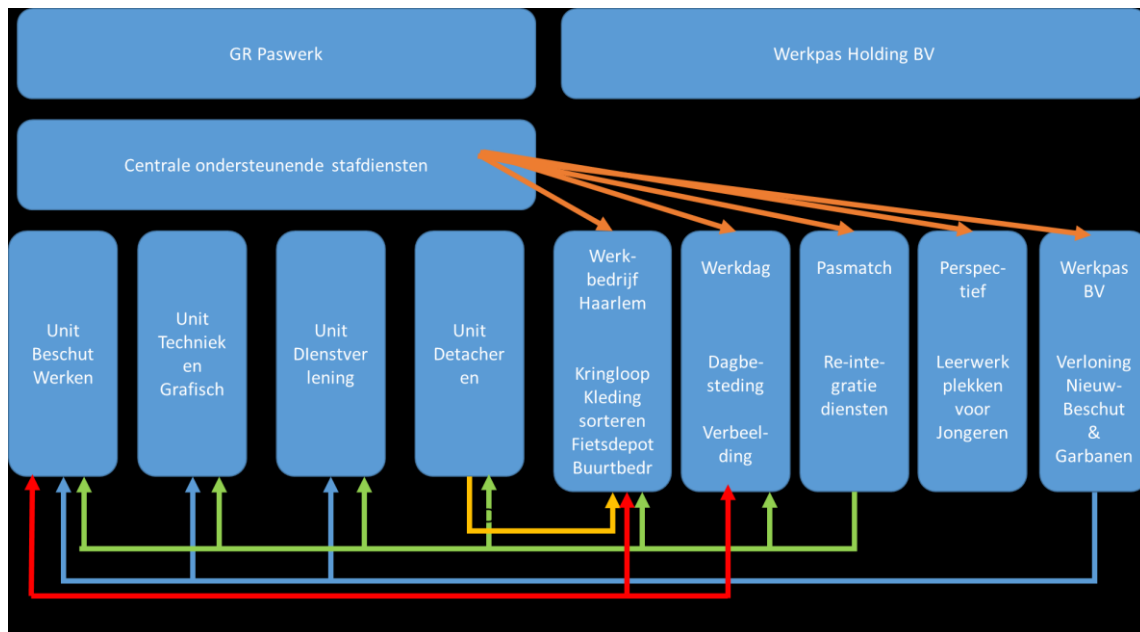 GR Paswerk
Werkpas Holding BV
Centrale ondersteunende stafdiensten
Unit
Beschut
Werken
Unit
Techniek
en
Grafisch
Unit
DIenstver
lening
Unit
Detacher
en
Werk-
bedrijf
Haarlem
Kringloop
Kleding
sorteren
Fietsdepot
Buurtbedr
Werkdag
Dagbe-
steding
Verbeel-
ding
Pasmatch
Re-inte-
gratie
diensten
Perspec-
tief
Leerwerk
plekken
voor
Jongeren
Werkpas
BV
Verloning
Nieuw-
Beschut
&
Garbanen